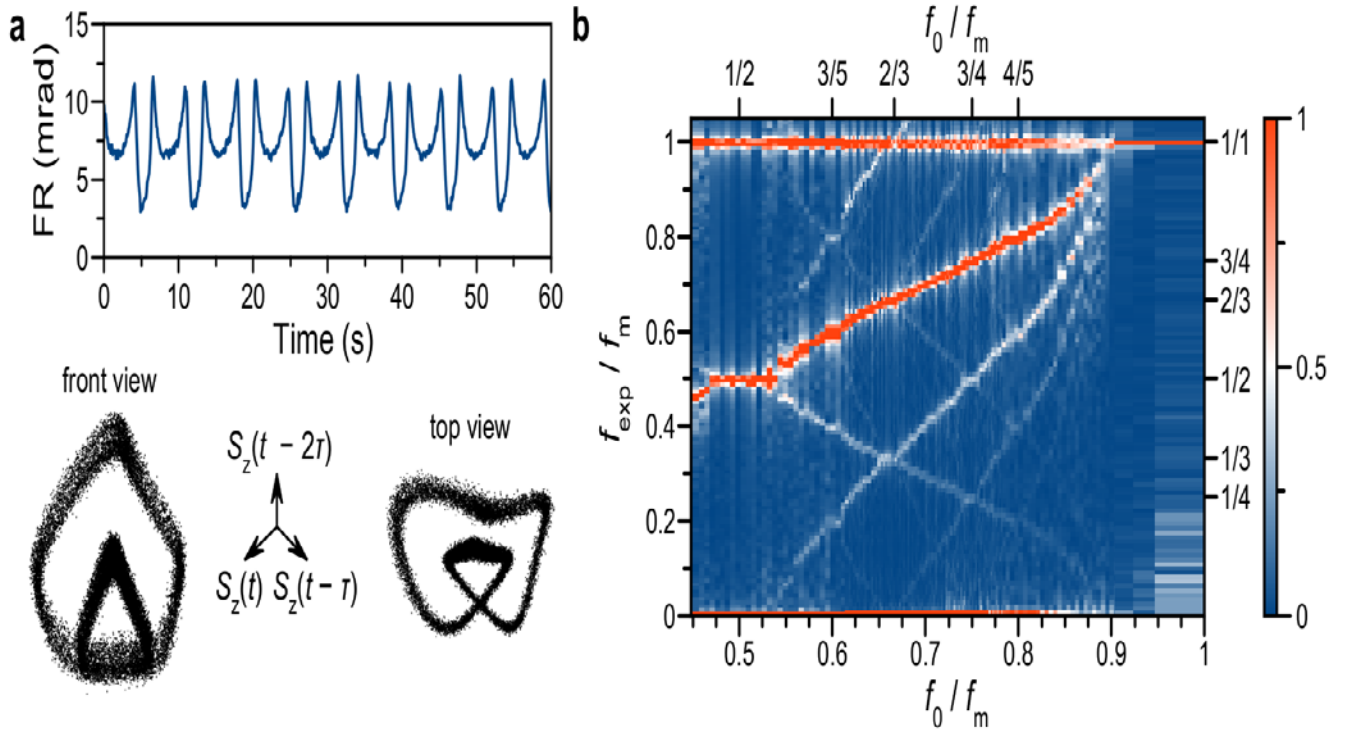 a
15
10
5
0
FR (mrad)
0 10 20 30 40 50 60
Time (s)
front view
top view
S_z(t − 2τ)
S_z(t) S_z(t − τ)
b
f_0 / f_m
1/2 3/5 2/3 3/4 4/5
1
0.8
0.6
0.4
0.2
0
f_exp / f_m
1/1
3/4
2/3
1/2
1/3
1/4
0.5 0.6 0.7 0.8 0.9 1
f_0 / f_m
1
0.5
0